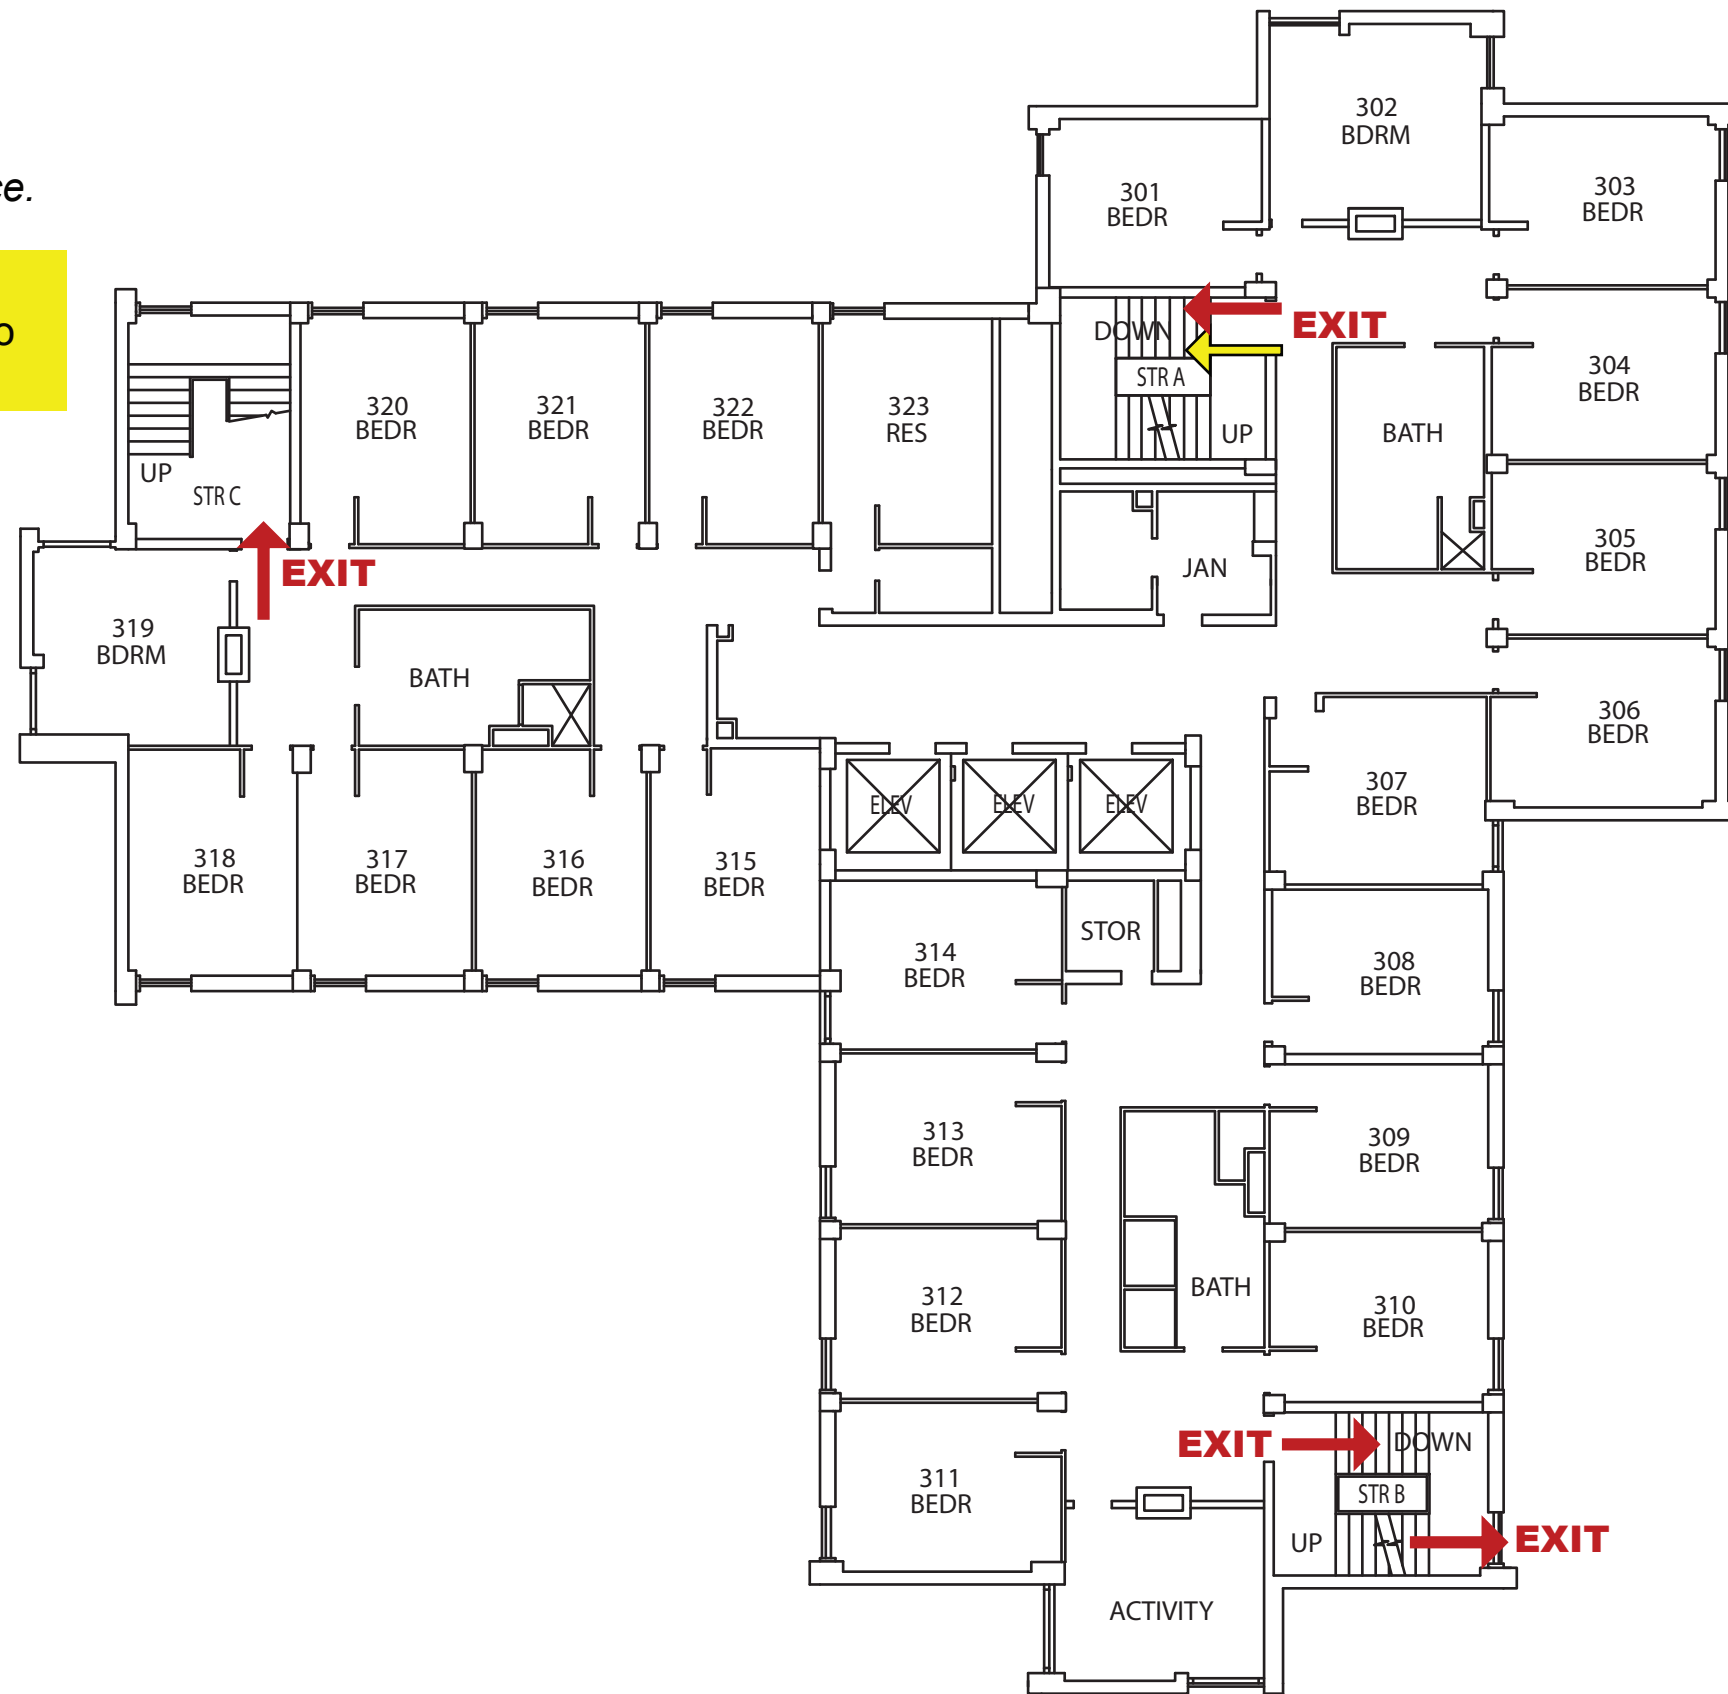 ce.
o
302
BDRM
301
BEDR
303
BEDR
DOWN
EXIT
STR A
UP
304
BEDR
BATH
320
BEDR
321
BEDR
322
BEDR
323
RES
UP
STR C
EXIT
305
BEDR
JAN
319
BDRM
BATH
306
BEDR
307
BEDR
ELEV
ELEV
ELEV
318
BEDR
317
BEDR
316
BEDR
315
BEDR
314
BEDR
STOR
308
BEDR
313
BEDR
309
BEDR
312
BEDR
BATH
310
BEDR
EXIT
DOWN
311
BEDR
STR B
UP
EXIT
ACTIVITY